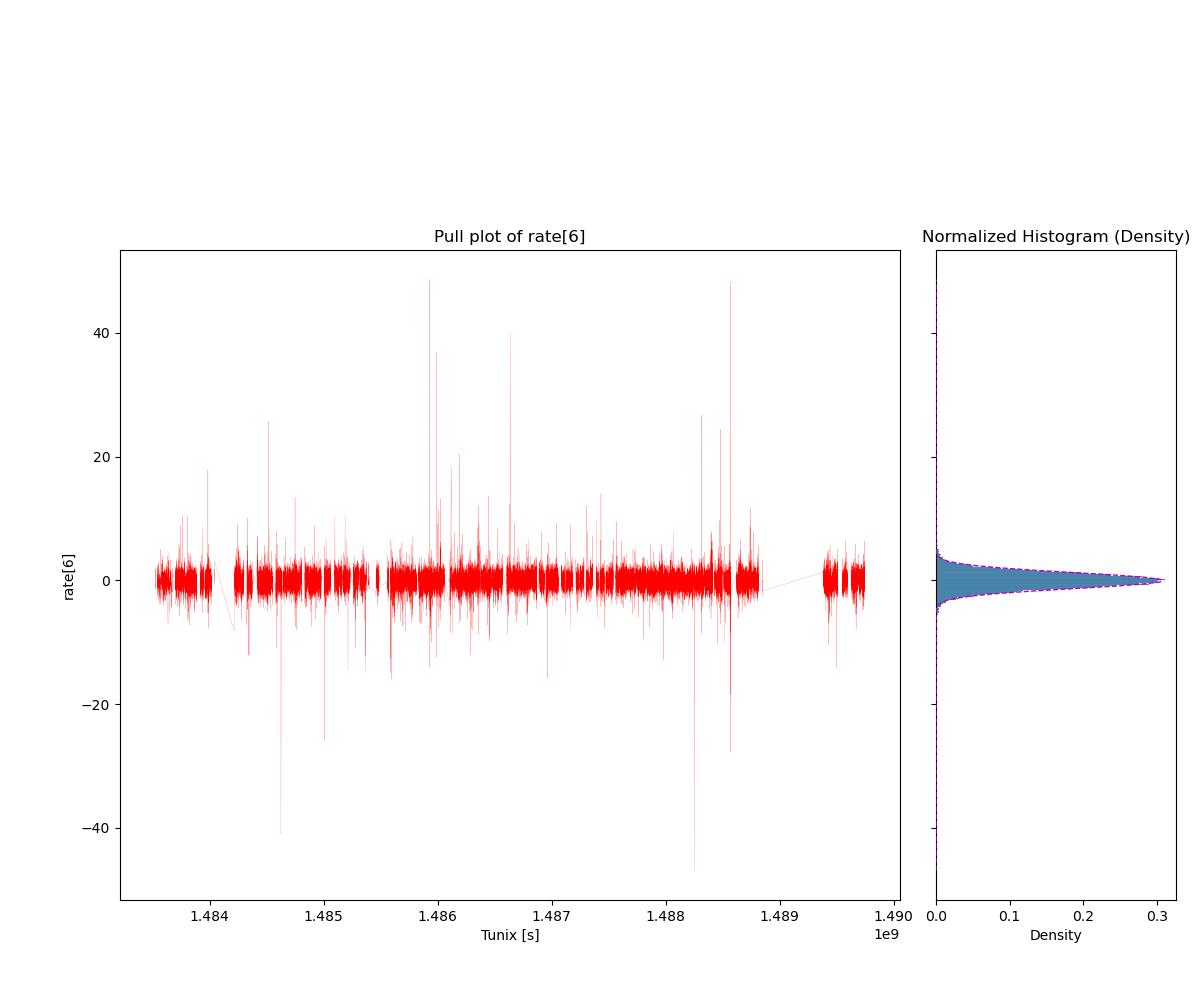 Pull plot of rate[6]
Normalized Histogram (Density)
rate[6]
40
20
0
−20
−40
1.484 1.485 1.486 1.487 1.488 1.489 1.490
1e9
Tunix [s]
0.0 0.1 0.2 0.3
Density